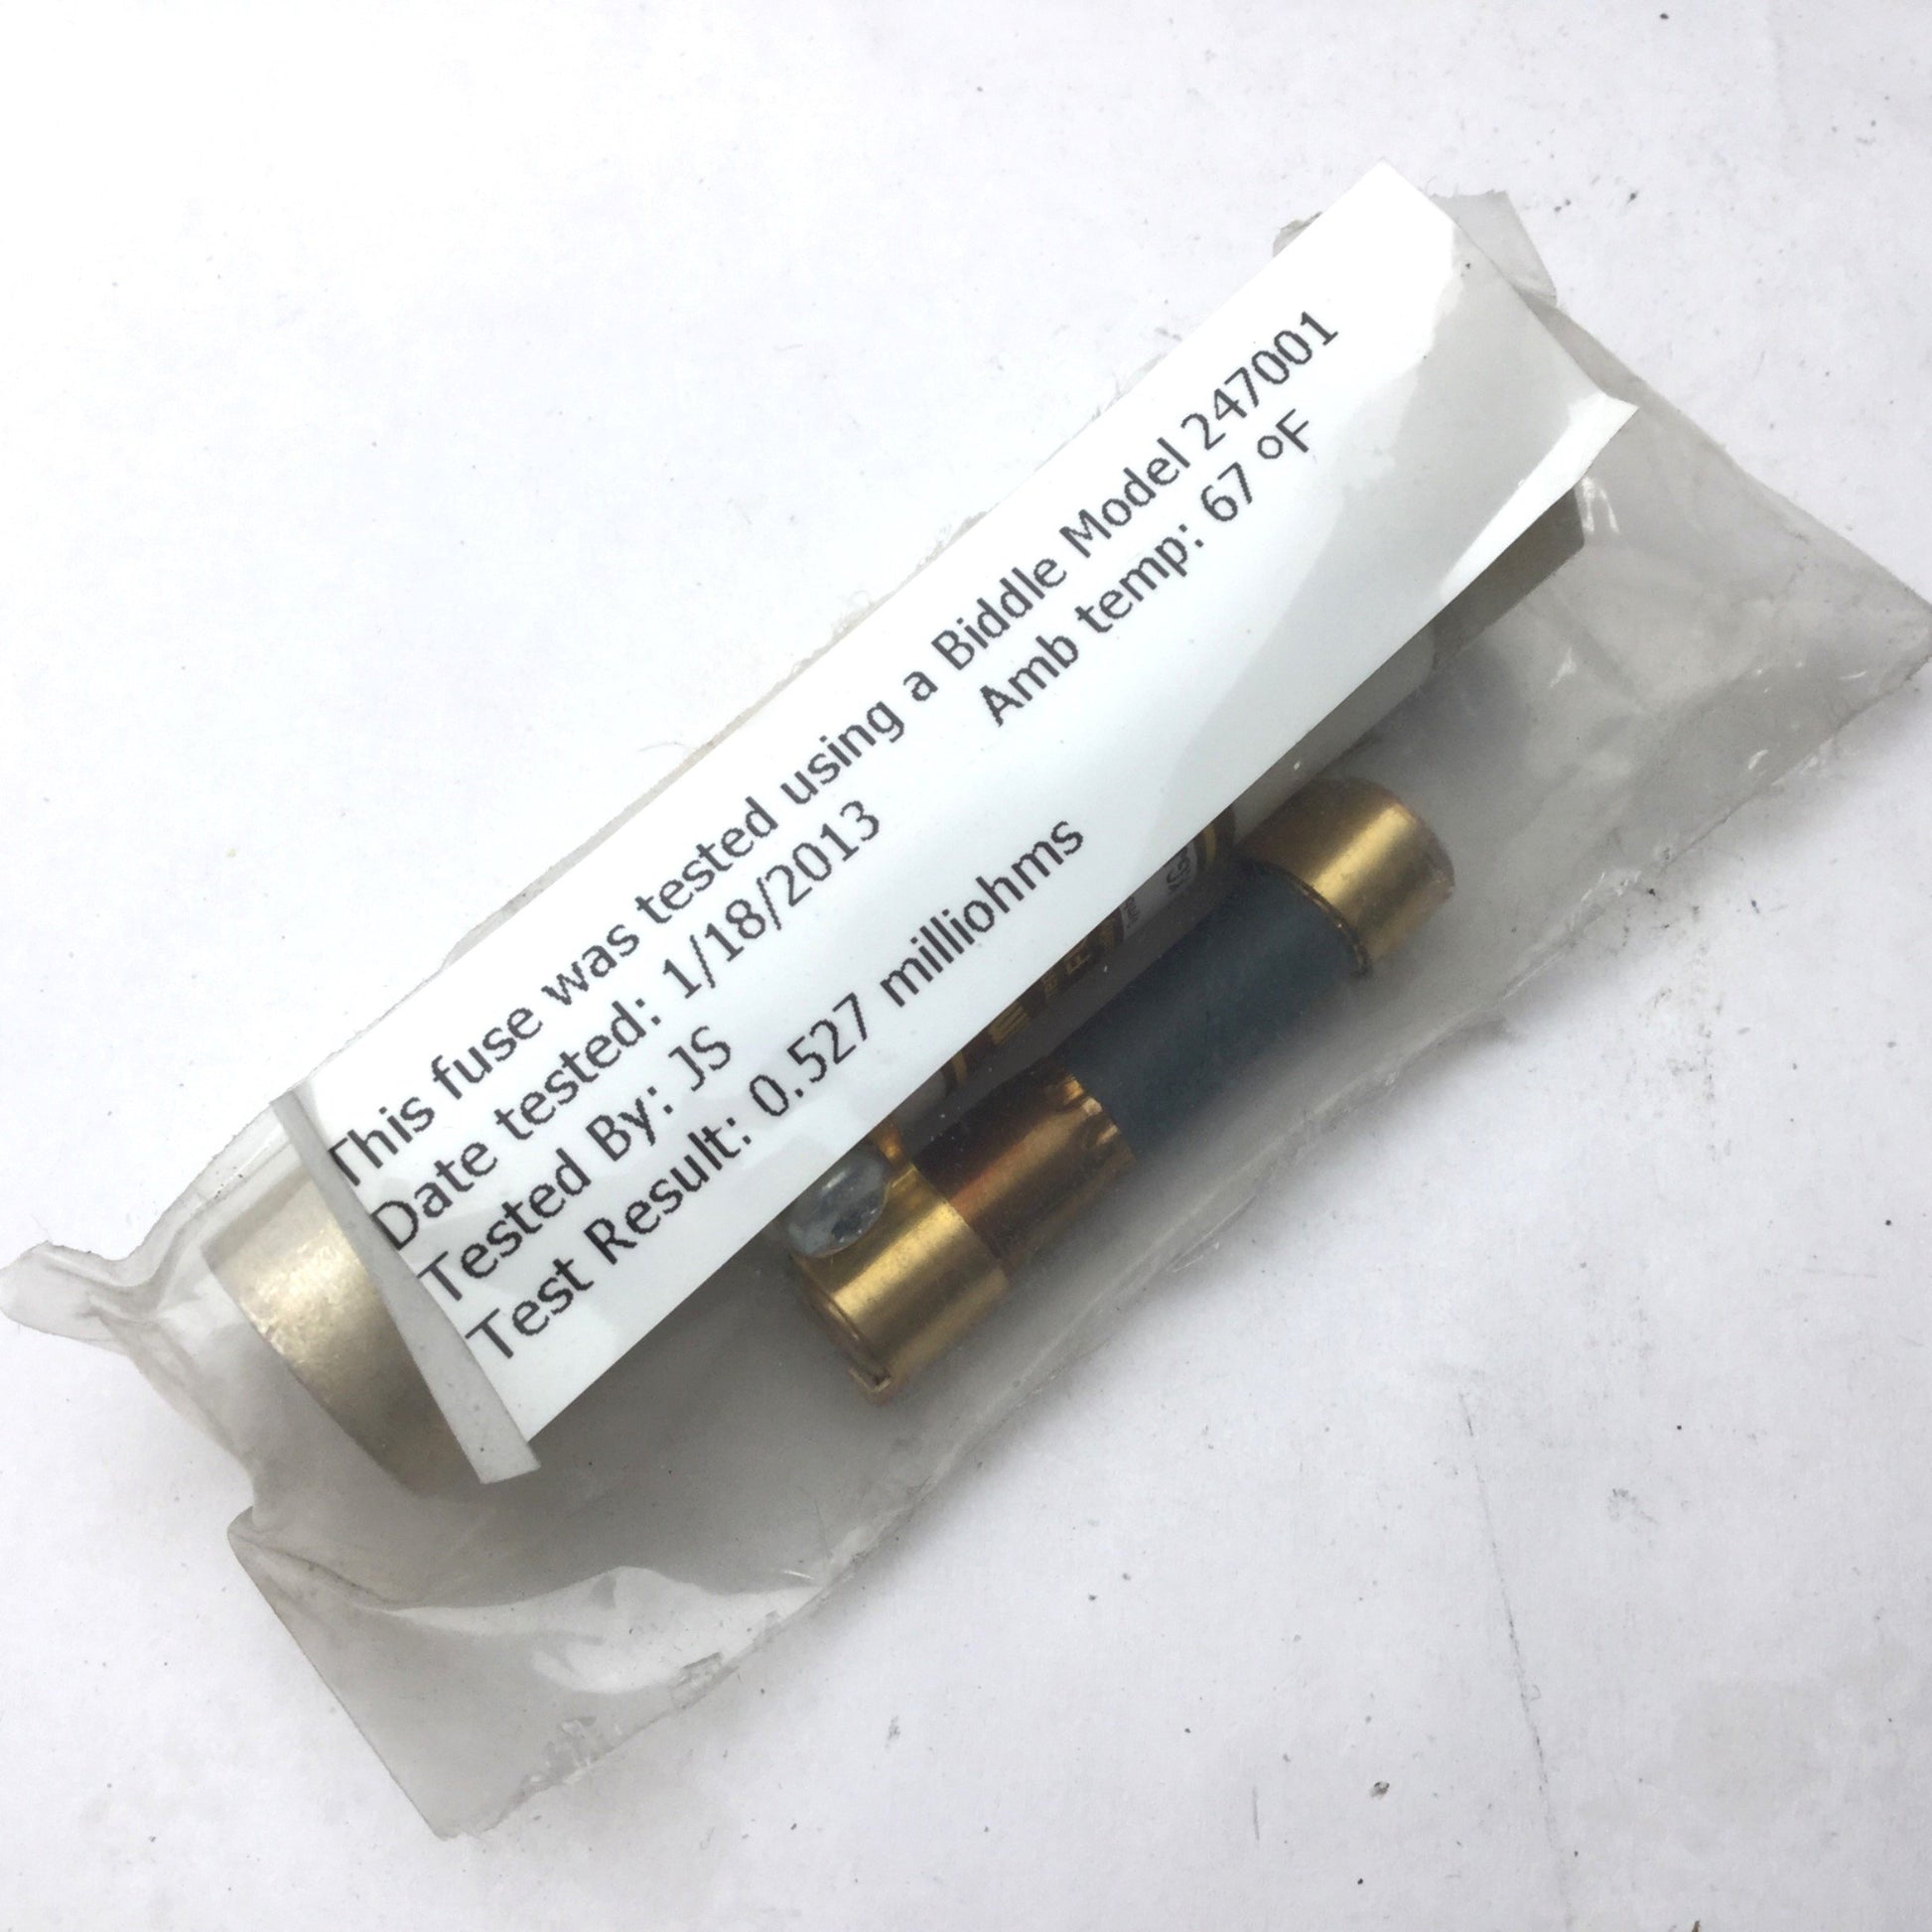 This fuse was tested using a Biddle Model 247001
Date tested: 1/18/2013 Amb temp: 67 °F
Tested By: JS
Test Result: 0.527 milliohms